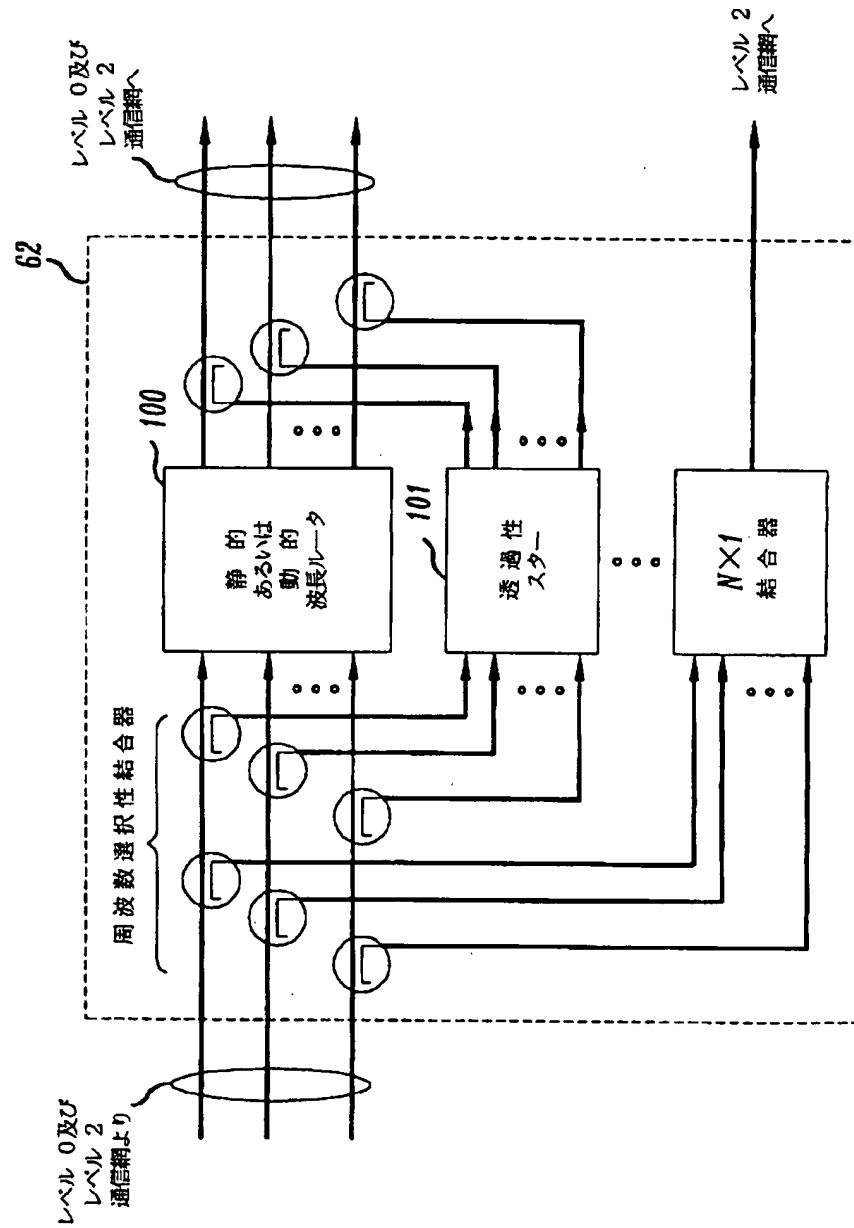 62
レベル 0及び
レベル 2
通信網より
周波数選択性結合器
100
静的
あるいは
動的
波長ルータ
レベル 0及び
レベル 2
通信網へ
101
透過性
スター
N×1
結合器
レベル 2
通信網へ